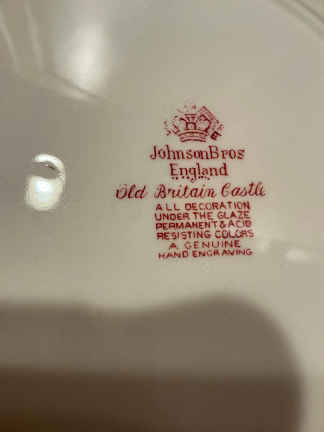 JohnsonBros
England
Old Britain Castle
ALL DECORATION
UNDER THE GLAZE
PERMANENT & ACID
RESISTING COLORS
A GENUINE
HAND ENGRAVING